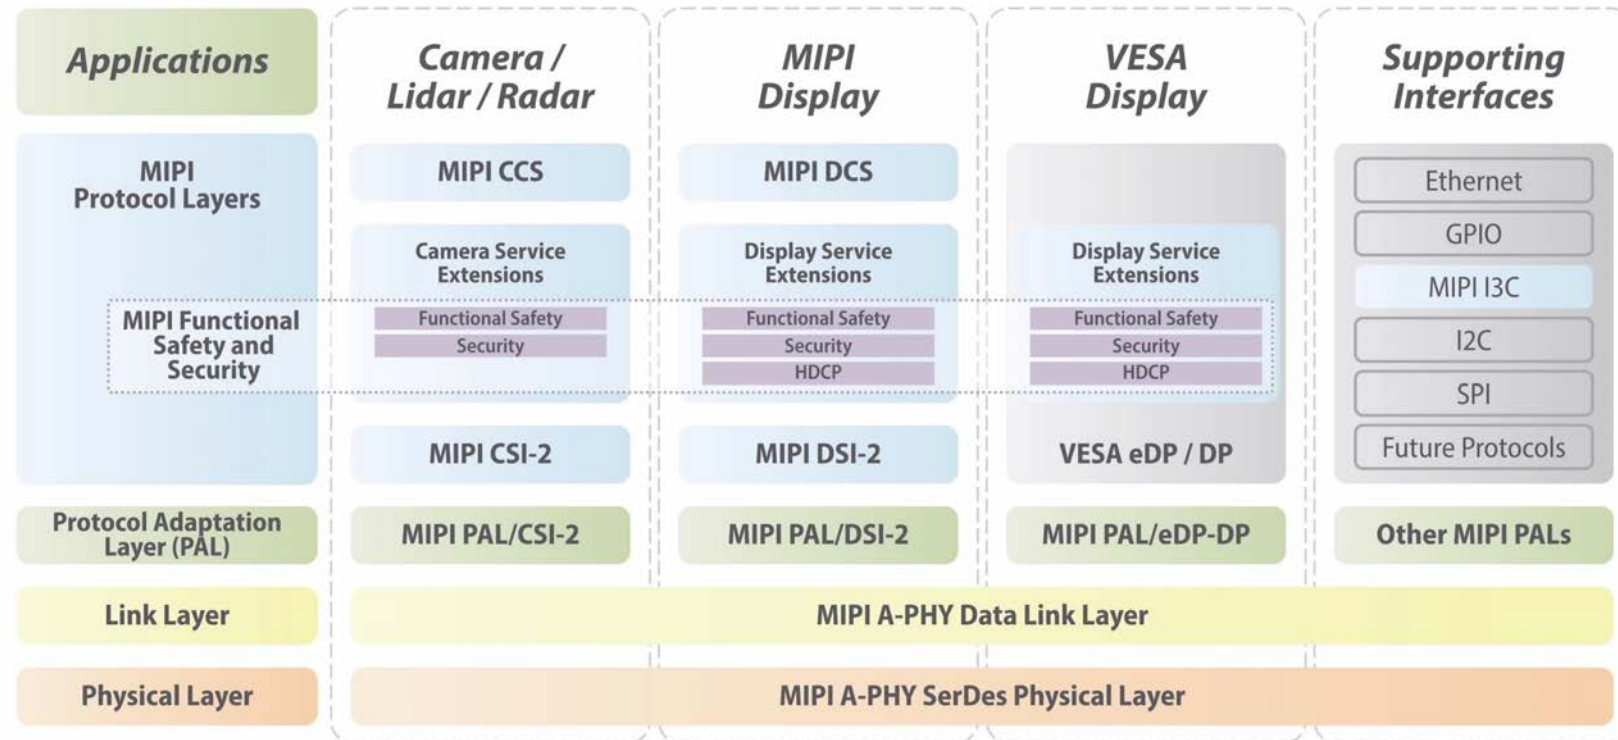 Applications
Camera /
Lidar / Radar
MIPI
Display
VESA
Display
Supporting
Interfaces
MIPI
Protocol Layers
MIPI CCS
MIPI DCS
Ethernet
GPIO
MIPI I3C
I2C
SPI
Future Protocols
Camera Service
Extensions
Display Service
Extensions
Display Service
Extensions
MIPI Functional
Safety and
Security
Functional Safety
Security
Functional Safety
Security
HDCP
Functional Safety
Security
HDCP
MIPI CSI-2
MIPI DSI-2
VESA eDP / DP
Protocol Adaptation
Layer (PAL)
MIPI PAL/CSI-2
MIPI PAL/DSI-2
MIPI PAL/eDP-DP
Other MIPI PALs
Link Layer
MIPI A-PHY Data Link Layer
Physical Layer
MIPI A-PHY SerDes Physical Layer